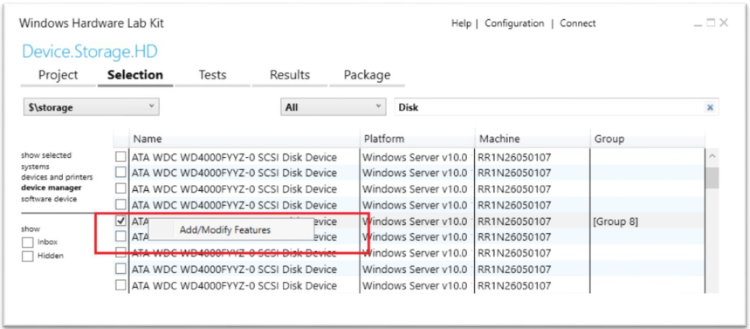 Windows Hardware Lab Kit
Help | Configuration | Connect
Device.Storage.HD
Project Selection Tests Results Package
$\storage All Disk
Name Platform Machine Group
show selected
systems
devices and printers
device manager
software device
show
Inbox
Hidden
ATA WDC WD4000FYYZ-0 SCSI Disk Device Windows Server v10.0 RR1N26050107
ATA WDC WD4000FYYZ-0 SCSI Disk Device Windows Server v10.0 RR1N26050107
ATA WDC WD4000FYYZ-0 SCSI Disk Device Windows Server v10.0 RR1N26050107
ATA WDC WD4000FYYZ-0 SCSI Disk Device Windows Server v10.0 RR1N26050107
ATA Device Windows Server v10.0 RR1N26050107 [Group 8]
Add/Modify Features
ATA Device Windows Server v10.0 RR1N26050107
ATA WDC WD4000FYYZ-0 SCSI Disk Device Windows Server v10.0 RR1N26050107
ATA WDC WD4000FYYZ-0 SCSI Disk Device Windows Server v10.0 RR1N26050107
ATA WDC WD4000FYYZ-0 SCSI Disk Device Windows Server v10.0 RR1N26050107